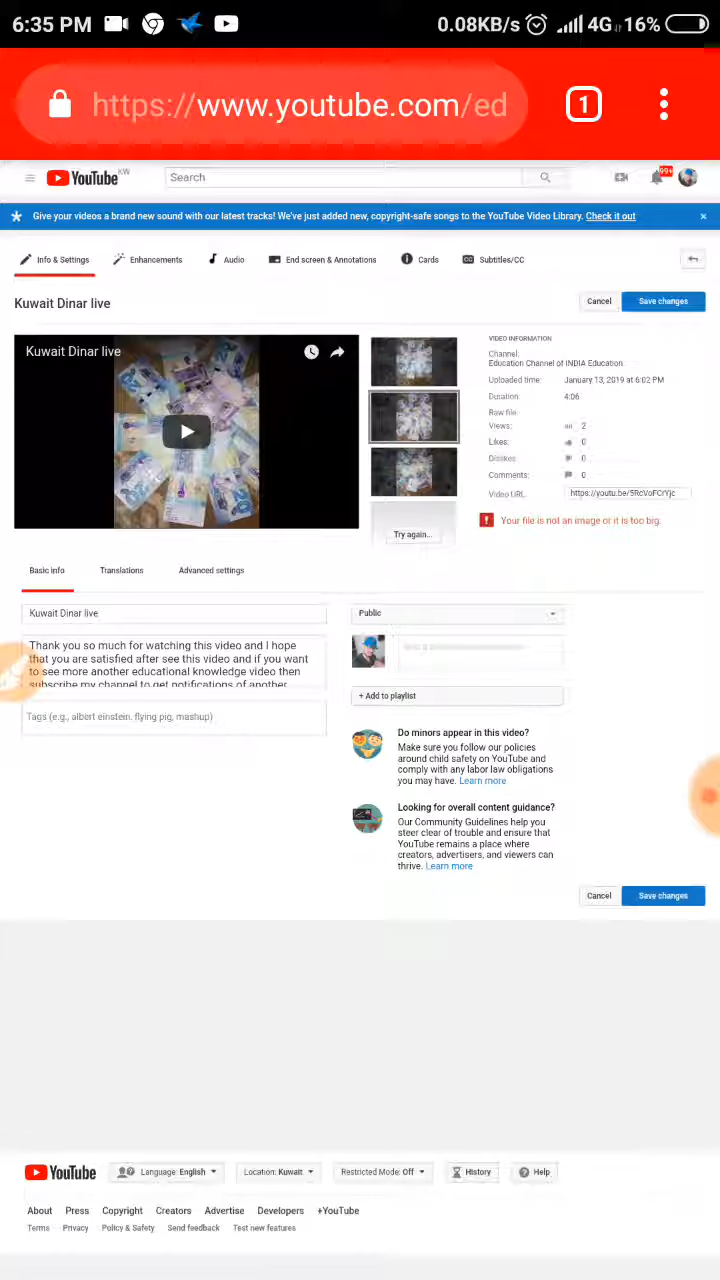 6:35 PM 0.08KB/s 4G 16%
https://www.youtube.com/ed 1
YouTube KW Search 99+
Give your videos a brand new sound with our latest tracks! We've just added new, copyright-safe songs to the YouTube Video Library. Check it out ×
Info & Settings Enhancements Audio End screen & Annotations Cards CC Subtitles/CC
Kuwait Dinar live Cancel Save changes
Kuwait Dinar live
VIDEO INFORMATION
Channel:
Education Channel of INDIA Education.
Uploaded time: January 13, 2019 at 6:02 PM
Duration: 4:06
Raw file:
Views: 2
Likes: 0
Dislikes: 0
Comments: 0
Video URL: https://youtu.be/5RcVoFCrYjc
Your file is not an image or it is too big.
Try again...
Basic info Translations Advanced settings
Kuwait Dinar live
Thank you so much for watching this video and I hope
that you are satisfied after see this video and if you want
to see more another educational knowledge video then
subscribe my channel to get notifications of another
Tags (e.g., albert einstein, flying pig, mashup)
Public
+ Add to playlist
Do minors appear in this video?
Make sure you follow our policies
around child safety on YouTube and
comply with any labor law obligations
you may have. Learn more
Looking for overall content guidance?
Our Community Guidelines help you
steer clear of trouble and ensure that
YouTube remains a place where
creators, advertisers, and viewers can
thrive. Learn more
Cancel Save changes
YouTube Language: English Location: Kuwait Restricted Mode: Off History Help
About Press Copyright Creators Advertise Developers +YouTube
Terms Privacy Policy & Safety Send feedback Test new features